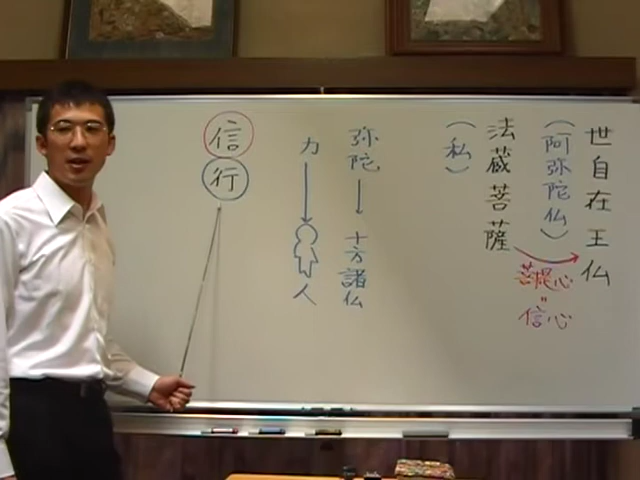 世自在王仏
(阿弥陀仏)
法蔵菩薩
(私)
菩提心
=
信心
弥陀
十方諸仏
力
人
信
行